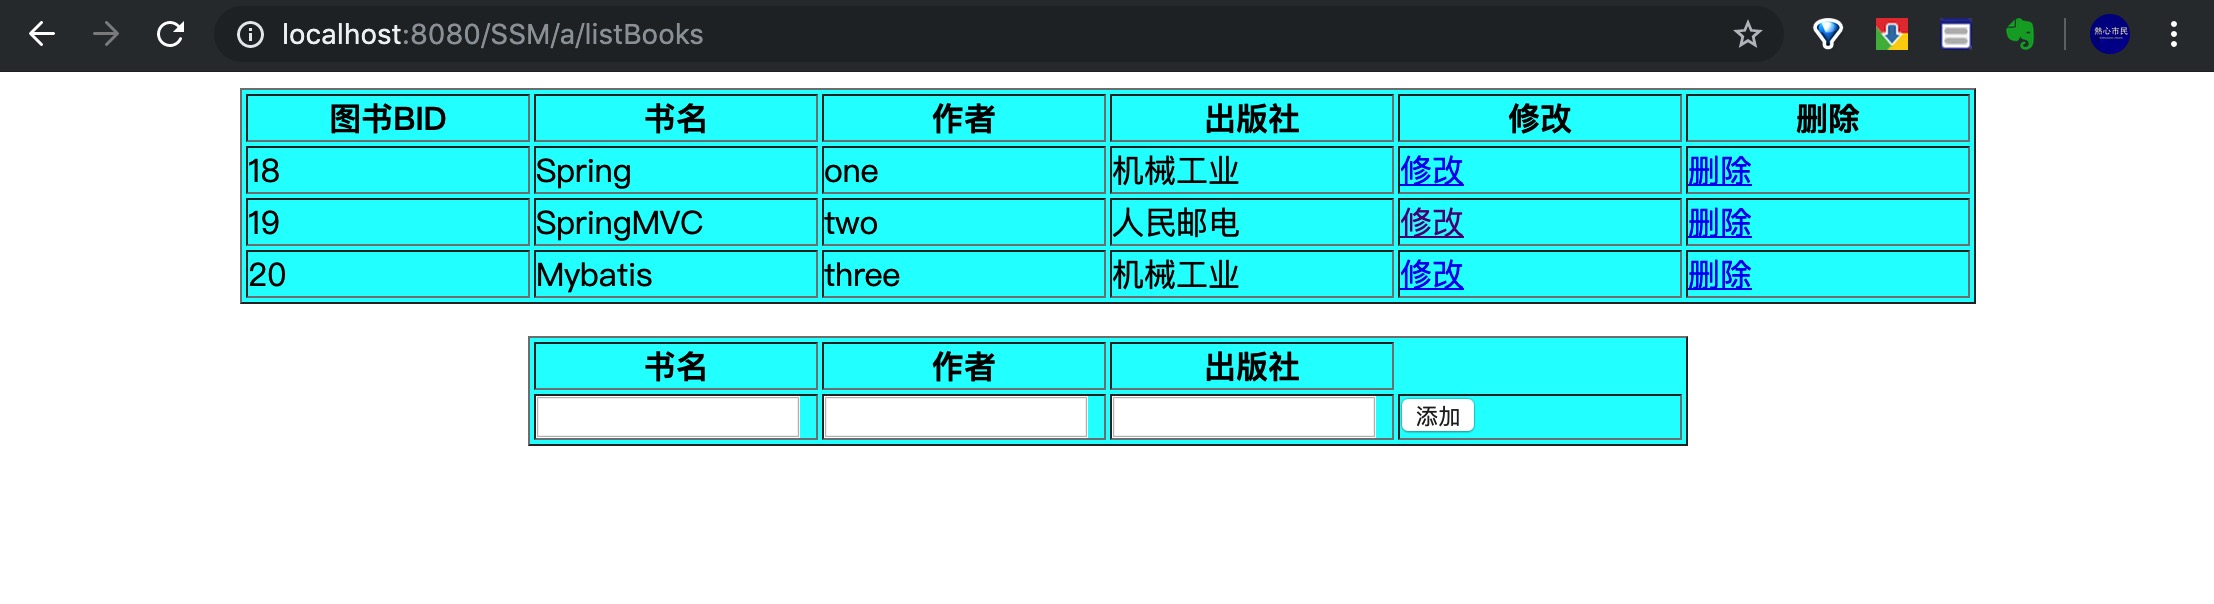 localhost:8080/SSM/a/listBooks
熱心市民
图书BID 书名 作者 出版社 修改 删除
18 Spring one 机械工业 修改 删除
19 SpringMVC two 人民邮电 修改 删除
20 Mybatis three 机械工业 修改 删除
书名 作者 出版社
添加